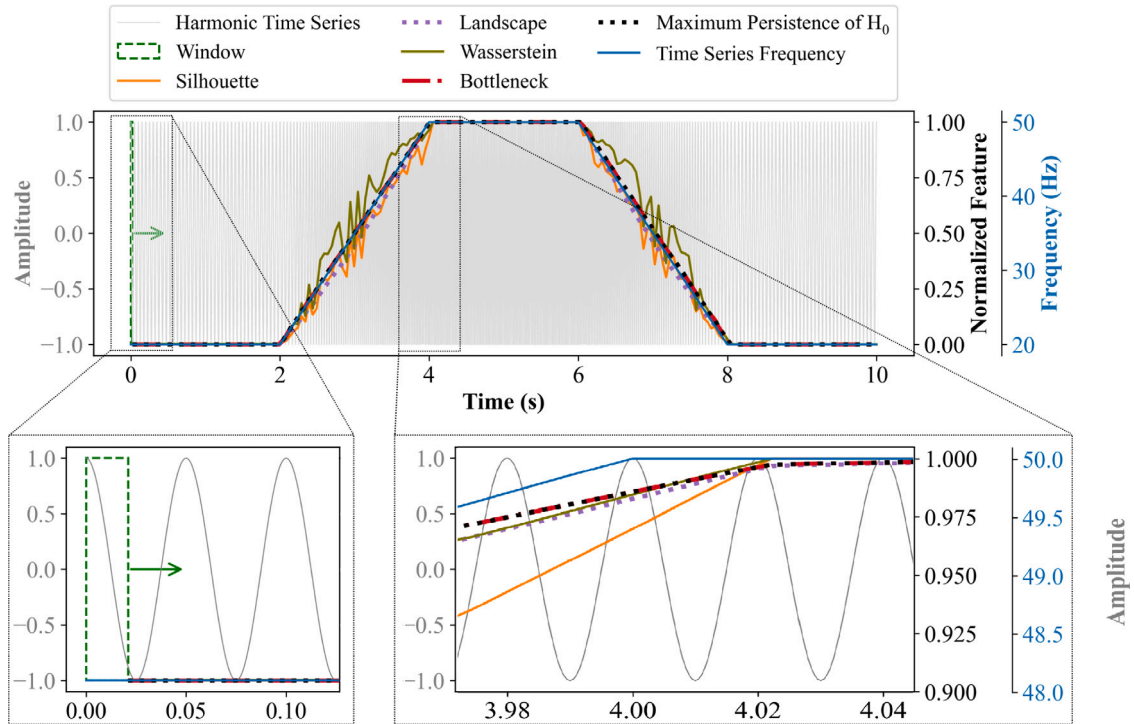 Harmonic Time Series
Window
Silhouette
Landscape
Wasserstein
Bottleneck
Maximum Persistence of H0
Time Series Frequency
Amplitude
1.0
0.5
0.0
−0.5
−1.0
1.00
0.75
0.50
0.25
0.00
Normalized Feature
50
40
30
20
Frequency (Hz)
0 2 4 6 8 10
Time (s)
1.0
0.5
0.0
−0.5
−1.0
0.00 0.05 0.10
1.0
0.5
0.0
−0.5
−1.0
3.98 4.00 4.02 4.04
1.000
0.975
0.950
0.925
0.900
50.0
49.5
49.0
48.5
48.0
Amplitude